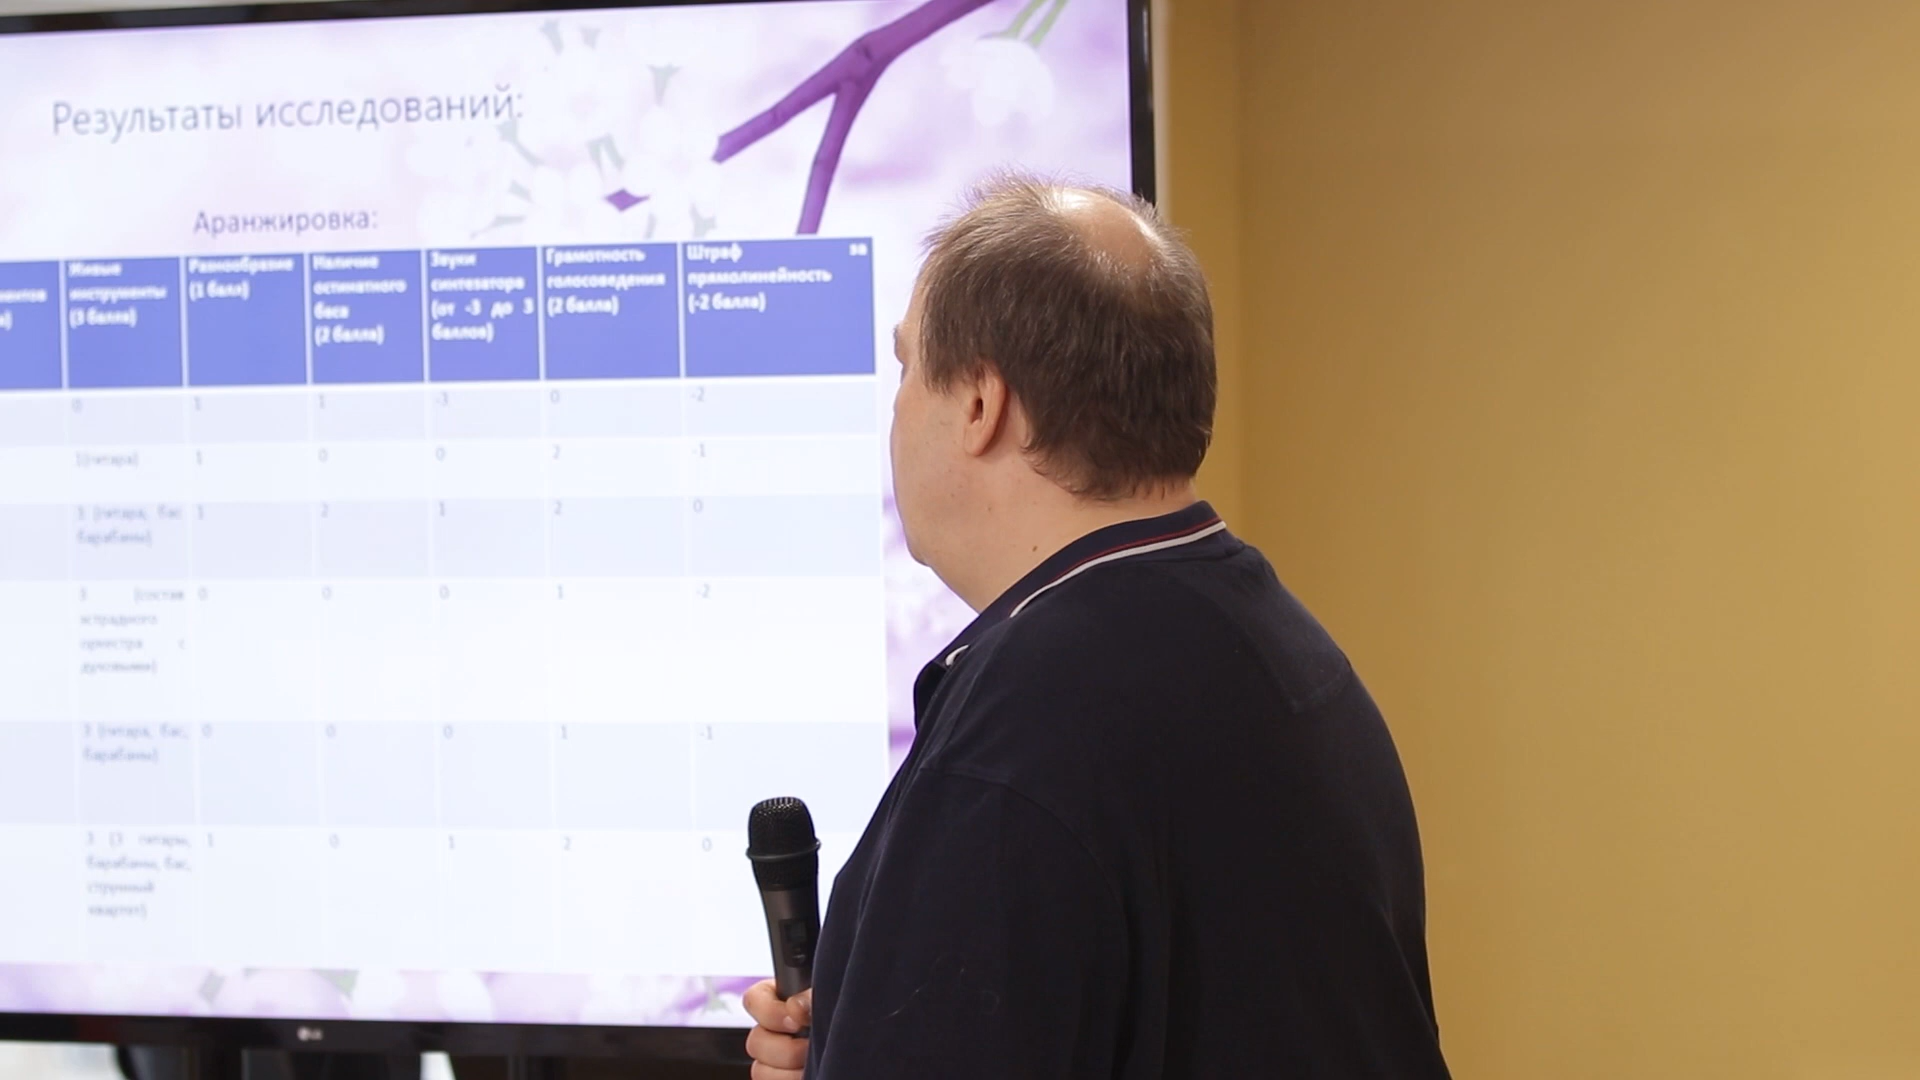 Результаты исследований:
Аранжировка:
Живые инструменты (3 балла)
Разнообразие (1 балл)
Наличие остинатного баса (2 балла)
Звуки синтезатора (от -3 до 3 баллов)
Грамотность голосоведения (2 балла)
Штраф за прямолинейность (-2 балла)
0 1 1 -3 0 -2
1(гитара) 1 0 0 2 -1
3 (гитара, бас барабаны) 1 2 1 2 0
3 (состав эстрадного оркестра с духовыми) 0 0 0 1 -2
3 (гитара, бас, барабаны) 0 0 0 1 -1
3 (3 гитары, барабаны, бас, струнный квартет) 1 0 1 2 0
LG